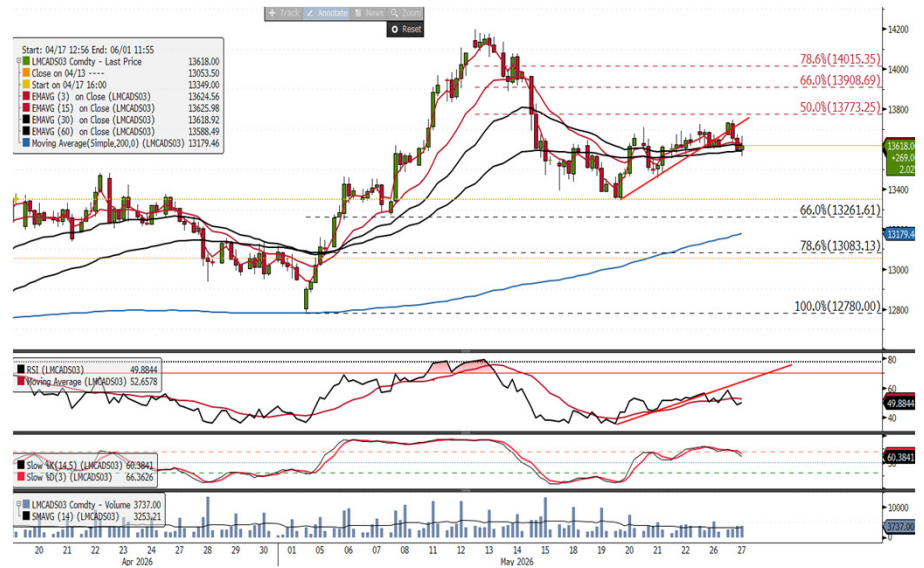 Track Annotate News Zoom
Reset
Start: 04/17 12:56 End: 06/01 11:55
LMCADS03 Comdty - Last Price 13618.00
Close on 04/13 ---- 13053.50
Start on 04/17 16:00 13349.00
EMAVG (3) on Close (LMCADS03) 13624.56
EMAVG (15) on Close (LMCADS03) 13625.98
EMAVG (30) on Close (LMCADS03) 13618.92
EMAVG (60) on Close (LMCADS03) 13588.49
Moving Average(Simple,200,0) (LMCADS03) 13179.46
14200
78.6%(14015.35)
14000
66.0%(13908.69)
50.0%(13773.25)
13800
13618.00
+269.0
2.02
13400
66.0%(13261.61)
13179.4
78.6%(13083.13)
13000
100.0%(12780.00)
12800
RSI (LMCADS03) 49.8844
Moving Average (LMCADS03) 52.6578
80
60
49.8844
40
Slow %K(14,5) (LMCADS03) 60.3841
Slow %D(3) (LMCADS03) 66.3626
60.3841
LMCADS03 Comdty - Volume 3737.00
SMAVG (14) (LMCADS03) 3253.21
10000
3737.00
0
20 21 22 23 24 27 28 29 30 01 05 06 07 08 11 12 13 14 15 18 19 20 21 22 26 27
Apr 2026 May 2026